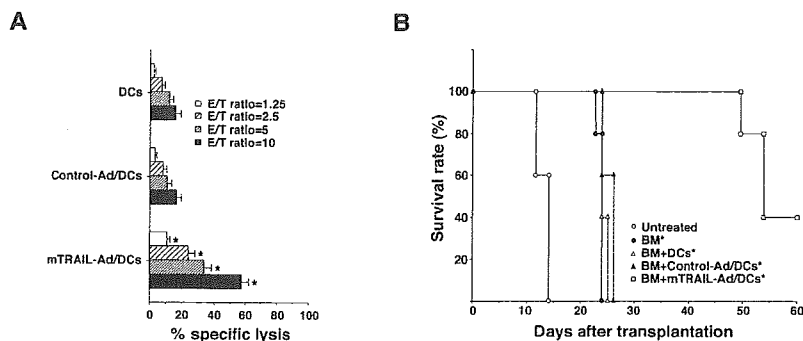 A
DCs
Control-Ad/DCs
mTRAIL-Ad/DCs
E/T ratio=1.25
E/T ratio=2.5
E/T ratio=5
E/T ratio=10
*
*
*
*
0 20 40 60 80 100
% specific lysis
B
Survival rate (%)
100
80
60
40
20
Untreated
BM*
BM+DCs*
BM+Control-Ad/DCs*
BM+mTRAIL-Ad/DCs*
0 10 20 30 40 50 60
Days after transplantation